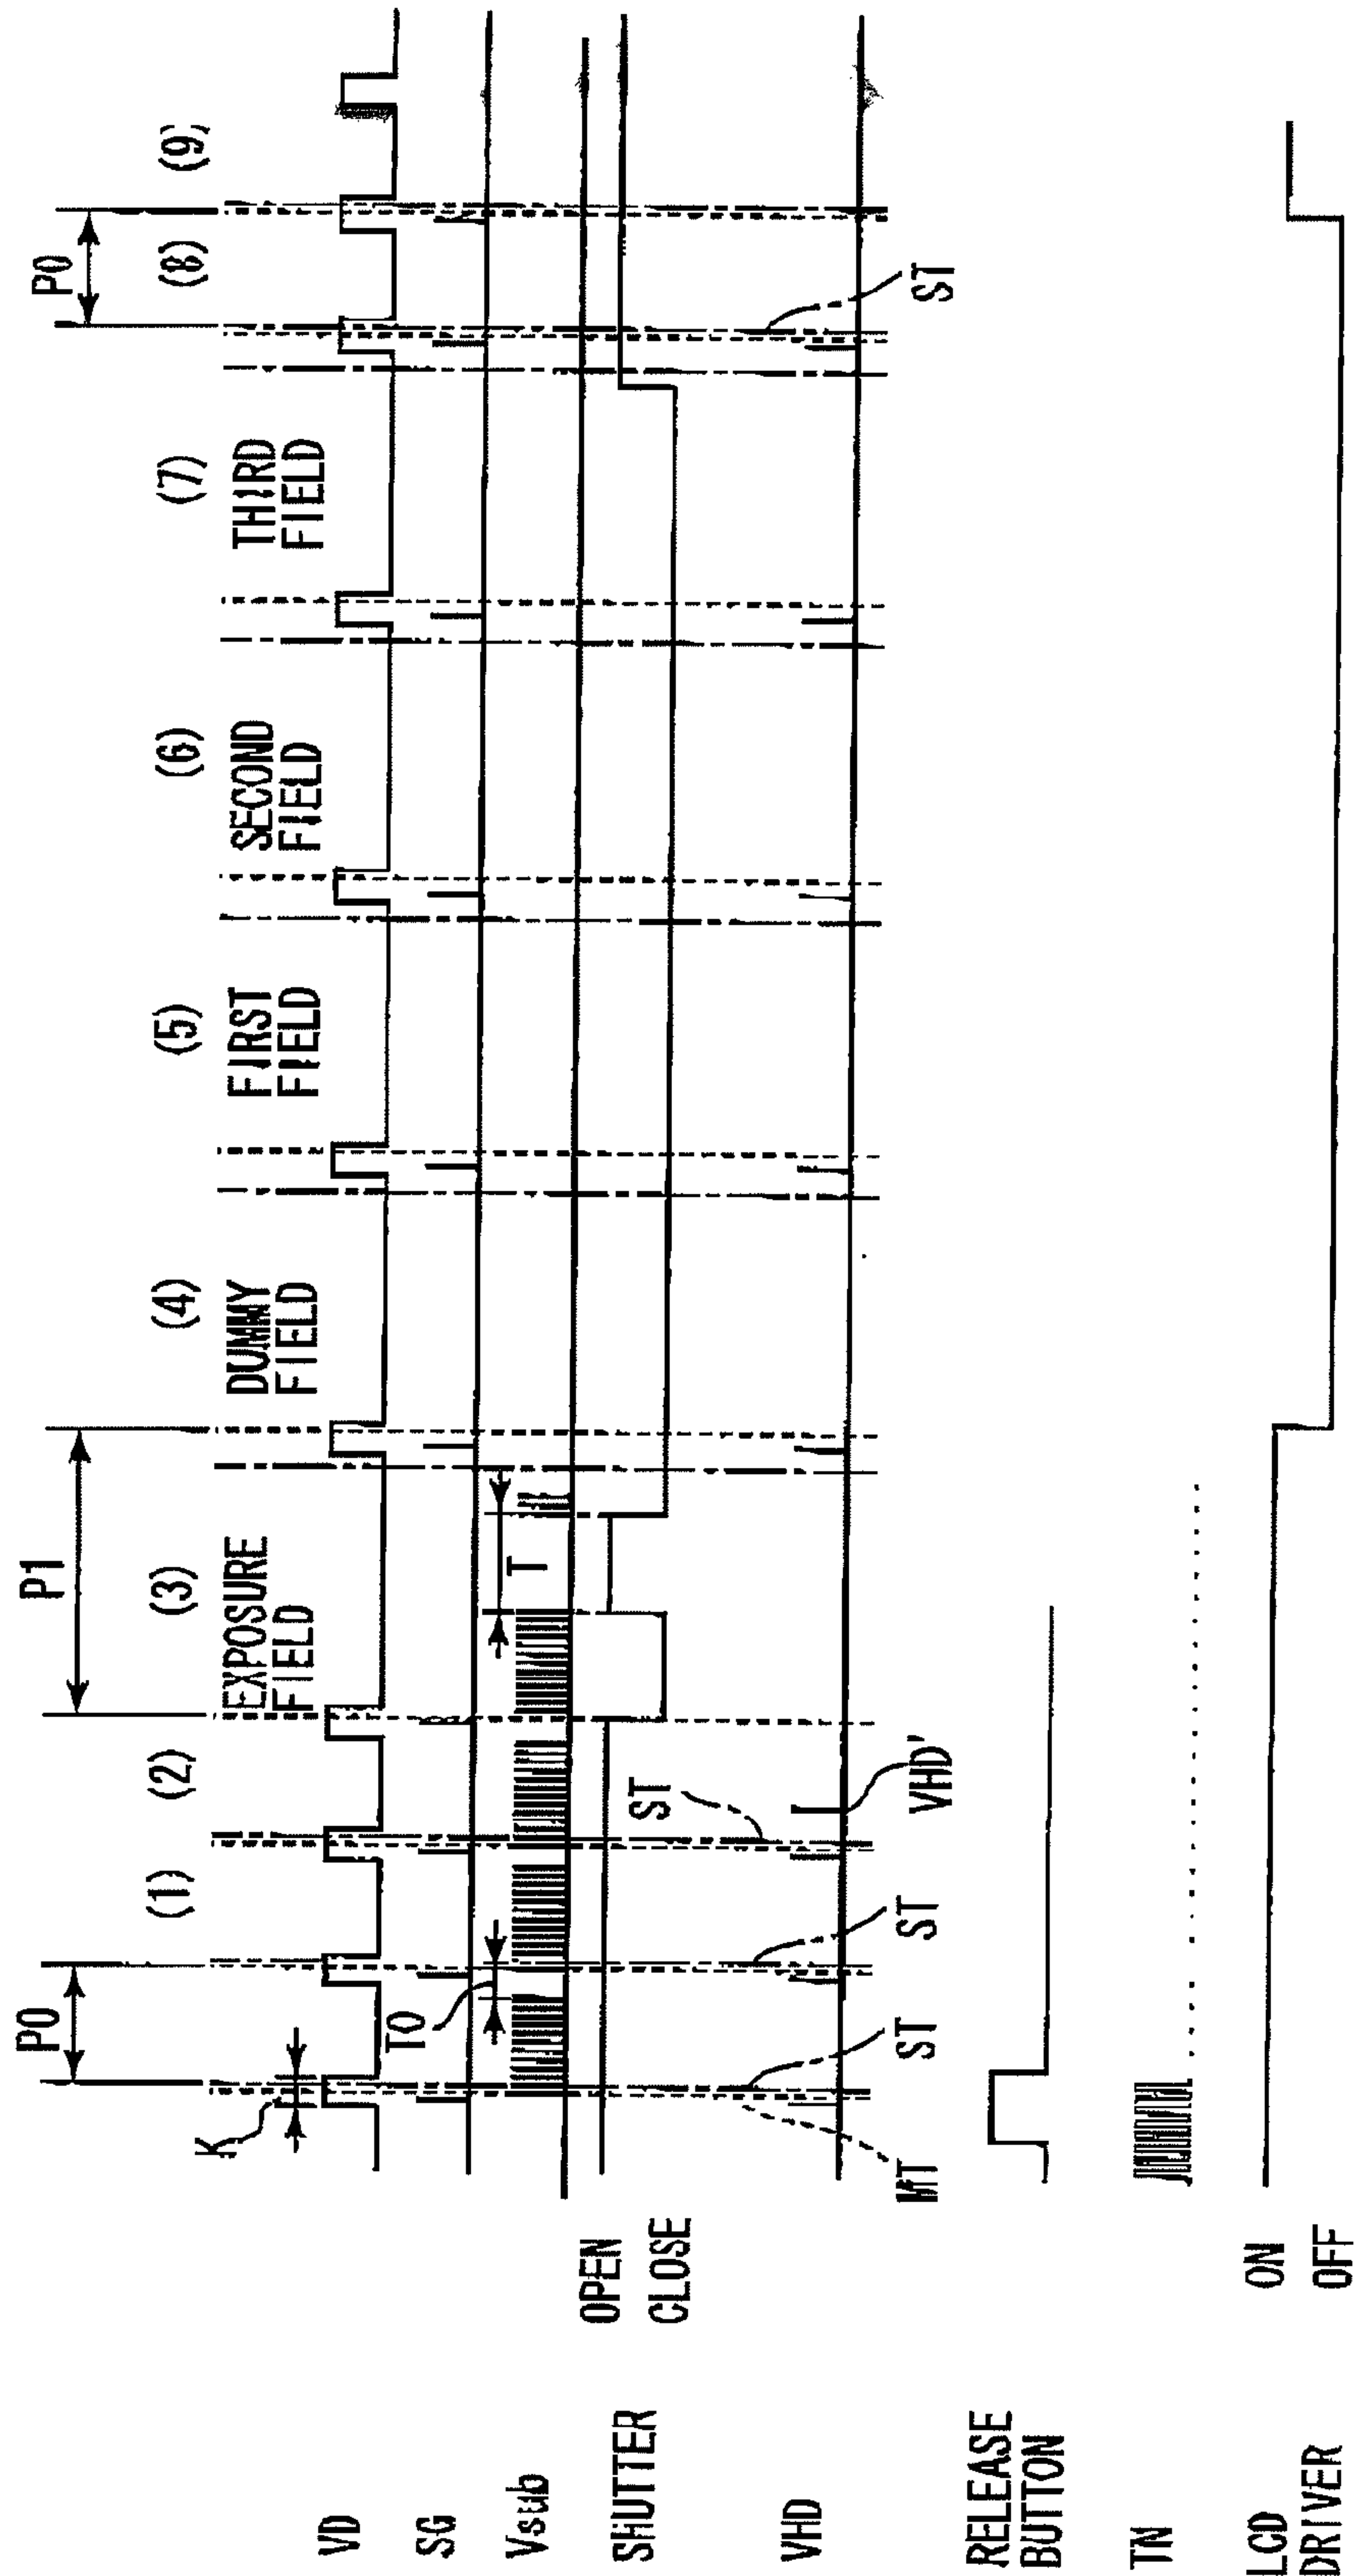 P0
P1
P0
K
(1)
(2)
(3)
EXPOSURE
FIELD
(4)
DUMMY
FIELD
(5)
FIRST
FIELD
(6)
SECOND
FIELD
(7)
THIRD
FIELD
(8)
(9)
VD
SG
T0
T
Vsub
OPEN
CLOSE
SHUTTER
ST
VHD
MT
ST
ST
VHD'
ST
RELEASE
BUTTON
TN
ON
OFF
LCD
DRIVER